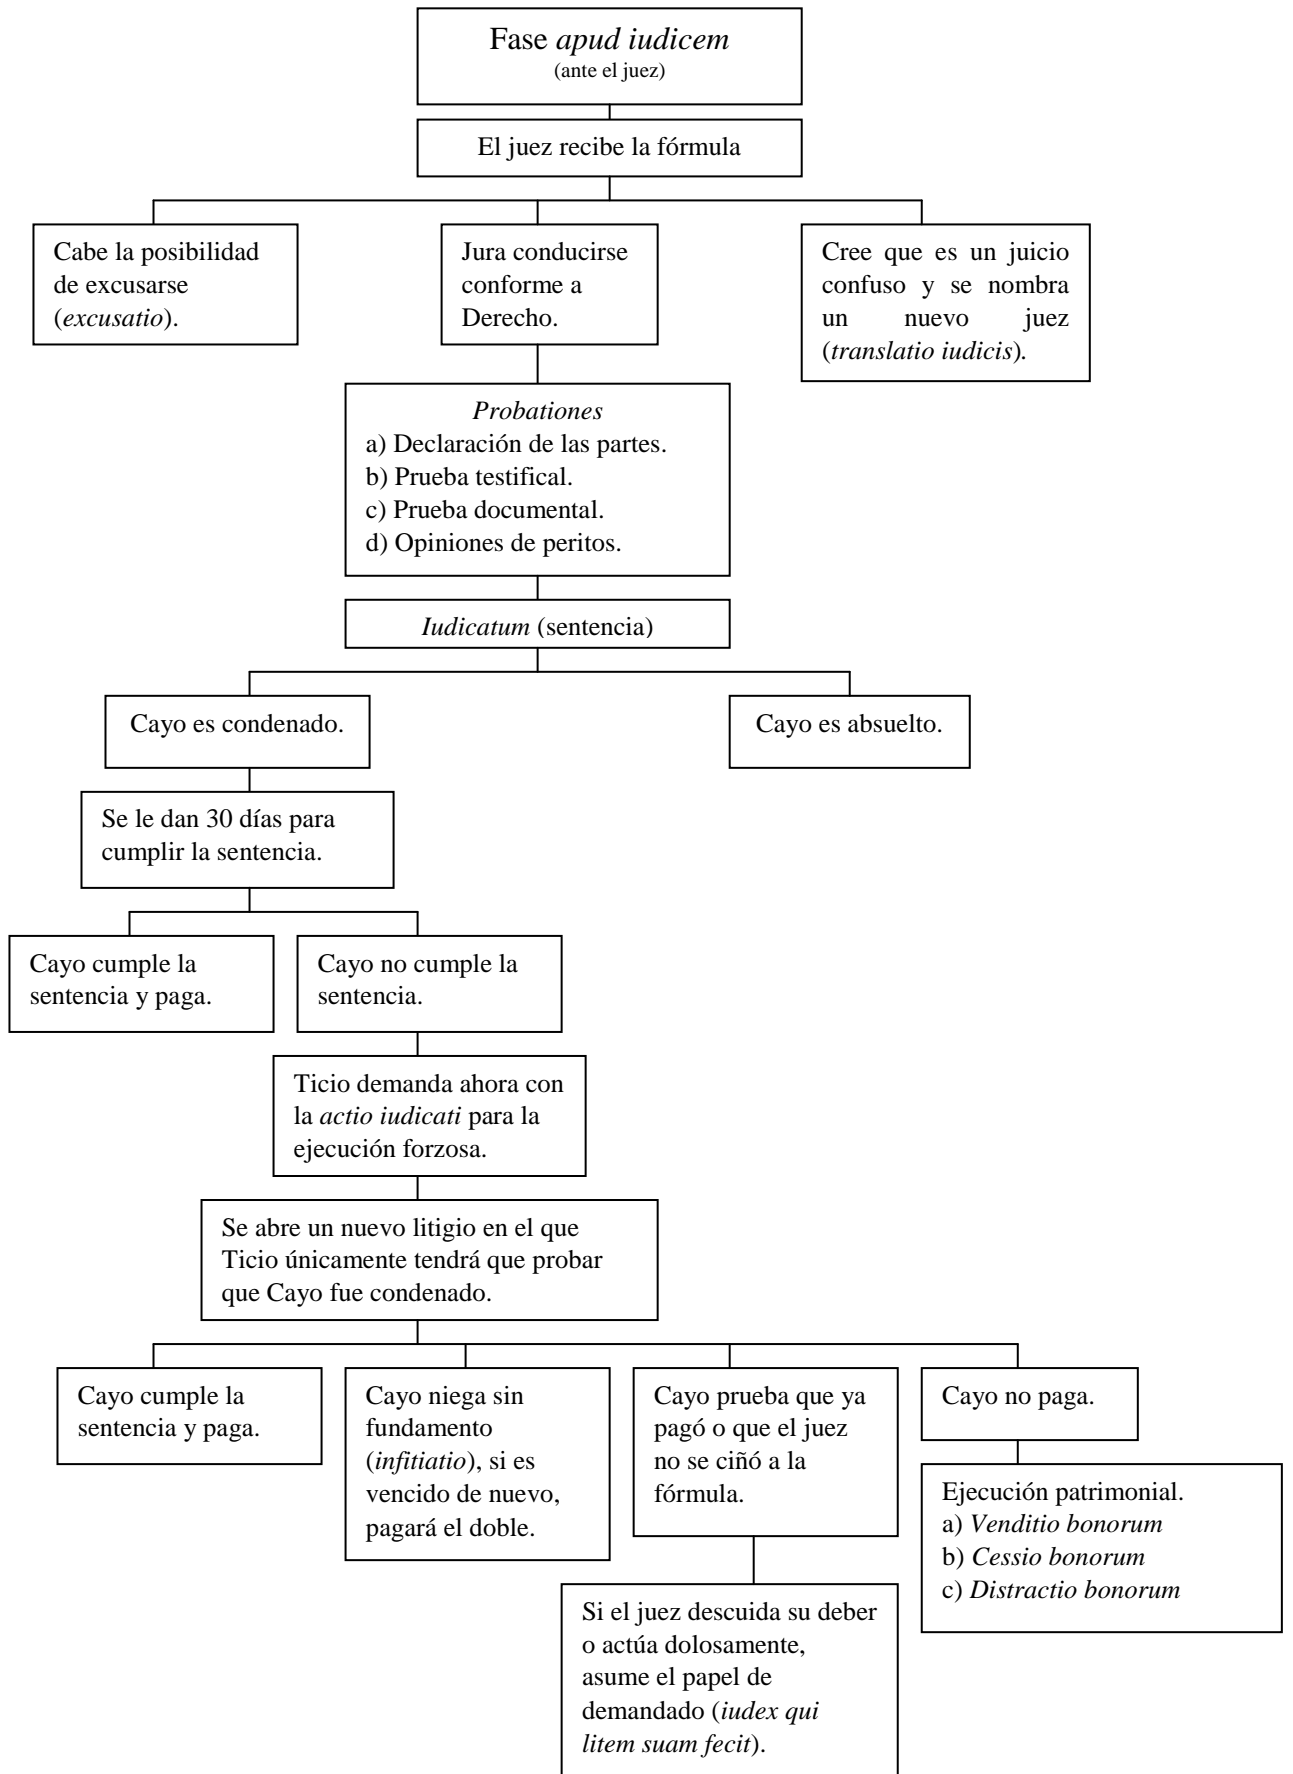 Fase apud iudicem
(ante el juez)
El juez recibe la fórmula
Cabe la posibilidad
de excusarse
(excusatio).
Jura conducirse
conforme a
Derecho.
Cree que es un juicio
confuso y se nombra
un nuevo juez
(translatio iudicis).
Probationes
a) Declaración de las partes.
b) Prueba testifical.
c) Prueba documental.
d) Opiniones de peritos.
Iudicatum (sentencia)
Cayo es condenado.
Cayo es absuelto.
Se le dan 30 días para
cumplir la sentencia.
Cayo cumple la
sentencia y paga.
Cayo no cumple la
sentencia.
Ticio demanda ahora con
la actio iudicati para la
ejecución forzosa.
Se abre un nuevo litigio en el que
Ticio únicamente tendrá que probar
que Cayo fue condenado.
Cayo cumple la
sentencia y paga.
Cayo niega sin
fundamento
(infitiatio), si es
vencido de nuevo,
pagará el doble.
Cayo prueba que ya
pagó o que el juez
no se ciñó a la
fórmula.
Cayo no paga.
Ejecución patrimonial.
a) Venditio bonorum
b) Cessio bonorum
c) Distractio bonorum
Si el juez descuida su deber
o actúa dolosamente,
asume el papel de
demandado (iudex qui
litem suam fecit).